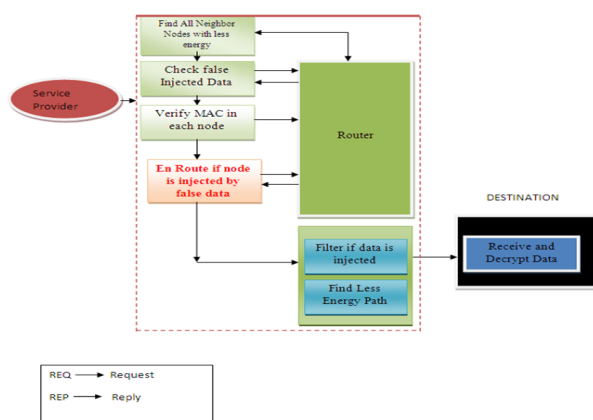 Find All Neighbor
Nodes with less
energy
Check false
Injected Data
Service
Provider
Verify MAC in
each node
Router
En Route if node
is injected by
false data
DESTINATION
Filter if data is
injected
Receive and
Decrypt Data
Find Less
Energy Path
REQ Request
REP Reply